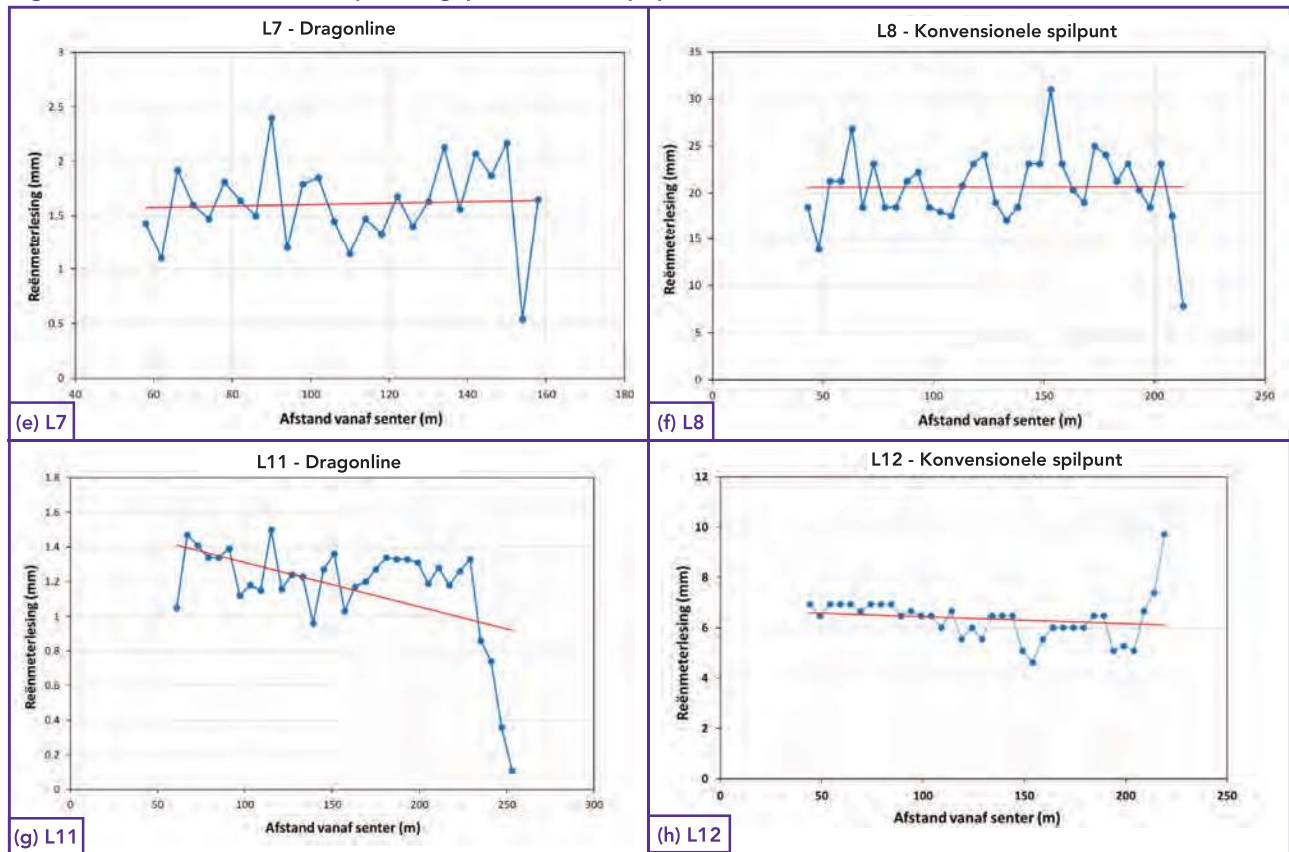 L7 - Dragonline
Reënmeterlesing (mm)
3
2.5
2
1.5
1
0.5
0
40 60 80 100 120 140 160 180
Afstand vanaf senter (m)
(e) L7
L8 - Konvensionele spilpunt
Reënmeterlesing (mm)
35
30
25
20
15
10
5
0
0 50 100 150 200 250
Afstand vanaf senter (m)
(f) L8
L11 - Dragonline
Reënmeterlesing (mm)
1.8
1.6
1.4
1.2
1
0.8
0.6
0.4
0.2
0
0 50 100 150 200 250 300
Afstand vanaf senter (m)
(g) L11
L12 - Konvensionele spilpunt
Reënmeterlesing (mm)
12
10
8
6
4
2
0
0 50 100 150 200 250
Afstand vanaf senter (m)
(h) L12